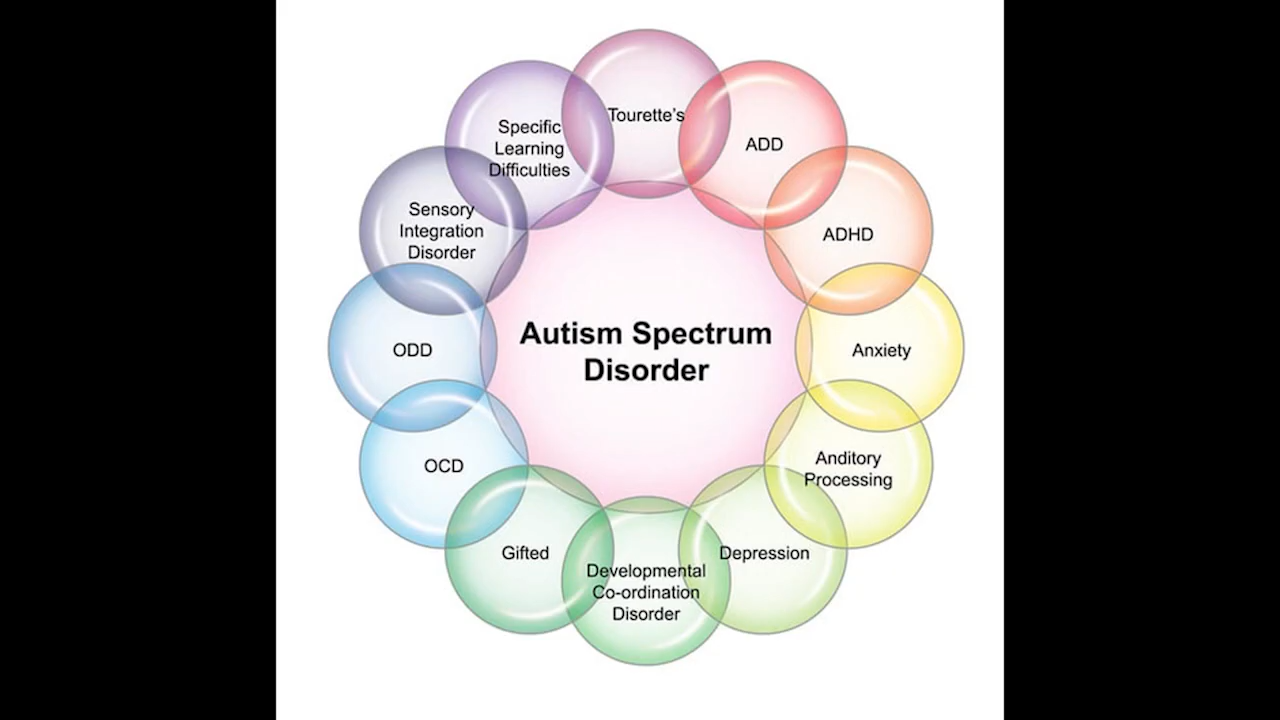 Tourette's
ADD
ADHD
Anxiety
Anditory
Processing
Depression
Developmental
Co-ordination
Disorder
Gifted
OCD
ODD
Sensory
Integration
Disorder
Specific
Learning
Difficulties
Autism Spectrum
Disorder